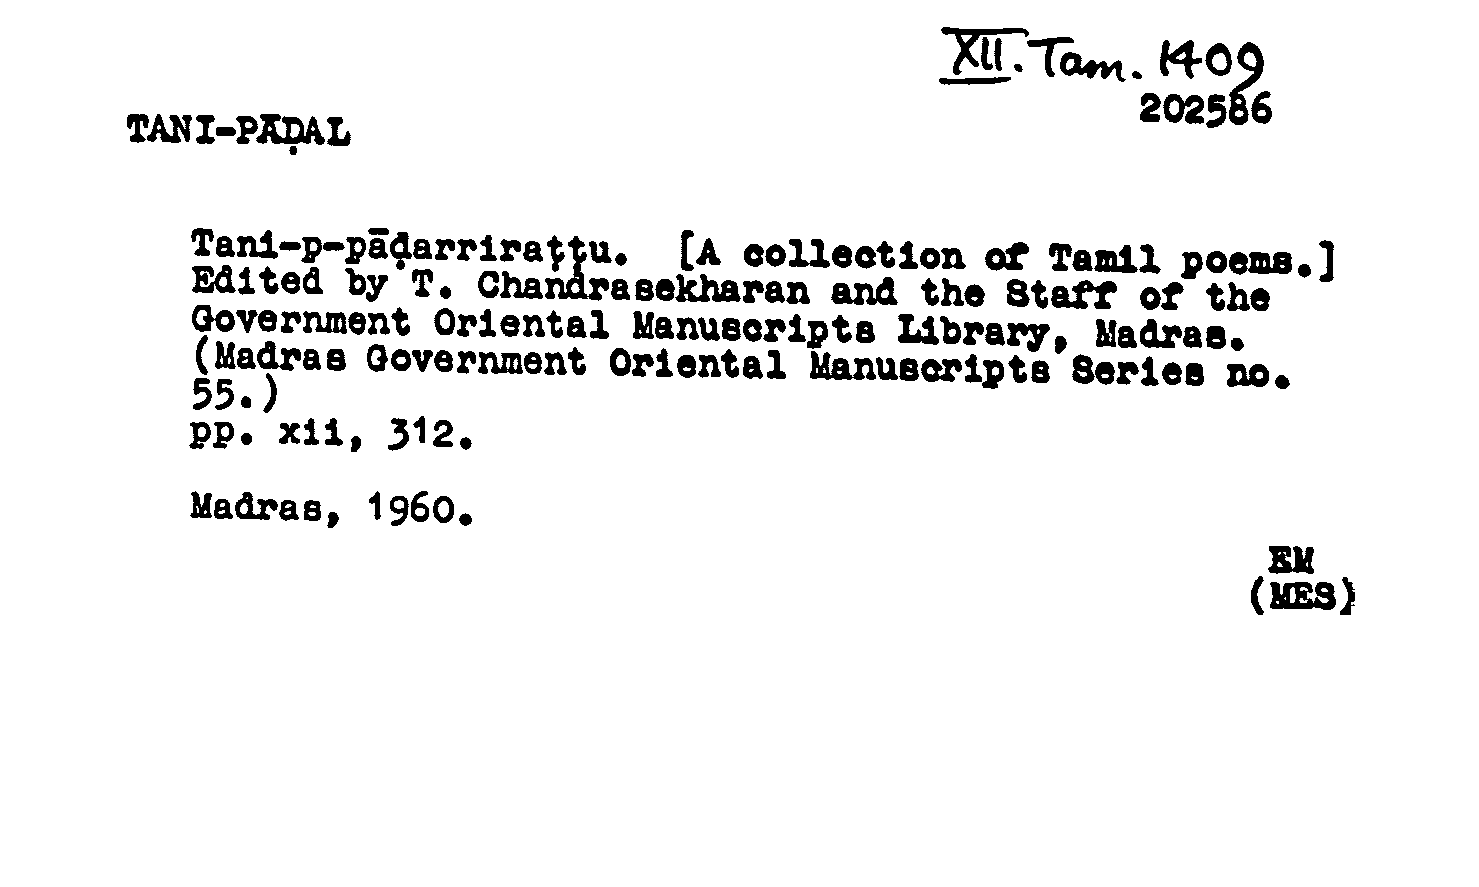 XII. Tam. 1409
202586
TANI-PĀḌAL
Tani-p-pāḍarriraṭṭu. [A collection of Tamil poems.]
Edited by T. Chandrasekharan and the Staff of the
Government Oriental Manuscripts Library, Madras.
(Madras Government Oriental Manuscripts Series no.
55.)
pp. xii, 312.
Madras, 1960.
EM
(MES)